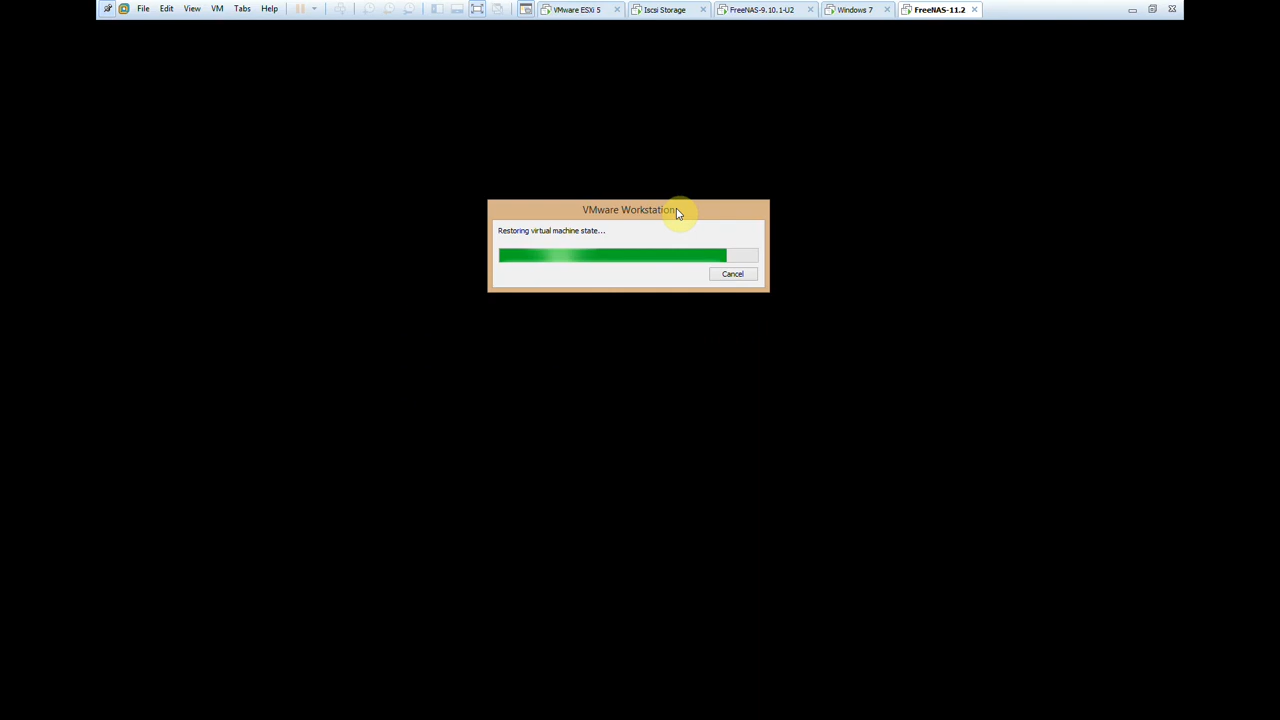 File Edit View VM Tabs Help VMware ESXi 5 Iscsi Storage FreeNAS-9.10.1-U2 Windows 7 FreeNAS-11.2
VMware Workstation
Restoring virtual machine state...
Cancel